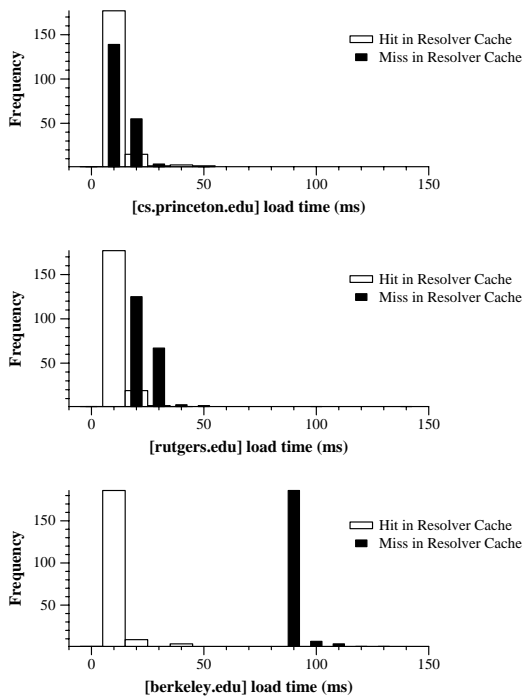 150
100
50
Frequency
Hit in Resolver Cache
Miss in Resolver Cache
0 50 100 150
[cs.princeton.edu] load time (ms)
150
100
50
Frequency
Hit in Resolver Cache
Miss in Resolver Cache
0 50 100 150
[rutgers.edu] load time (ms)
150
100
50
Frequency
Hit in Resolver Cache
Miss in Resolver Cache
0 50 100 150
[berkeley.edu] load time (ms)